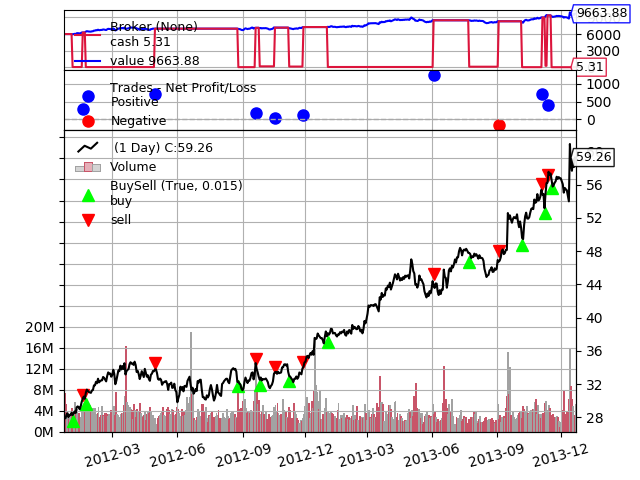 Broker (None)
cash 5.31
value 9663.88
9663.88
6000
3000
5.31
Trades - Net Profit/Loss
Positive
Negative
1000
500
0
(1 Day) C:59.26
Volume
BuySell (True, 0.015)
buy
sell
59.26
56
52
48
44
40
36
32
28
20M
16M
12M
8M
4M
0M
2012-03
2012-06
2012-09
2012-12
2013-03
2013-06
2013-09
2013-12